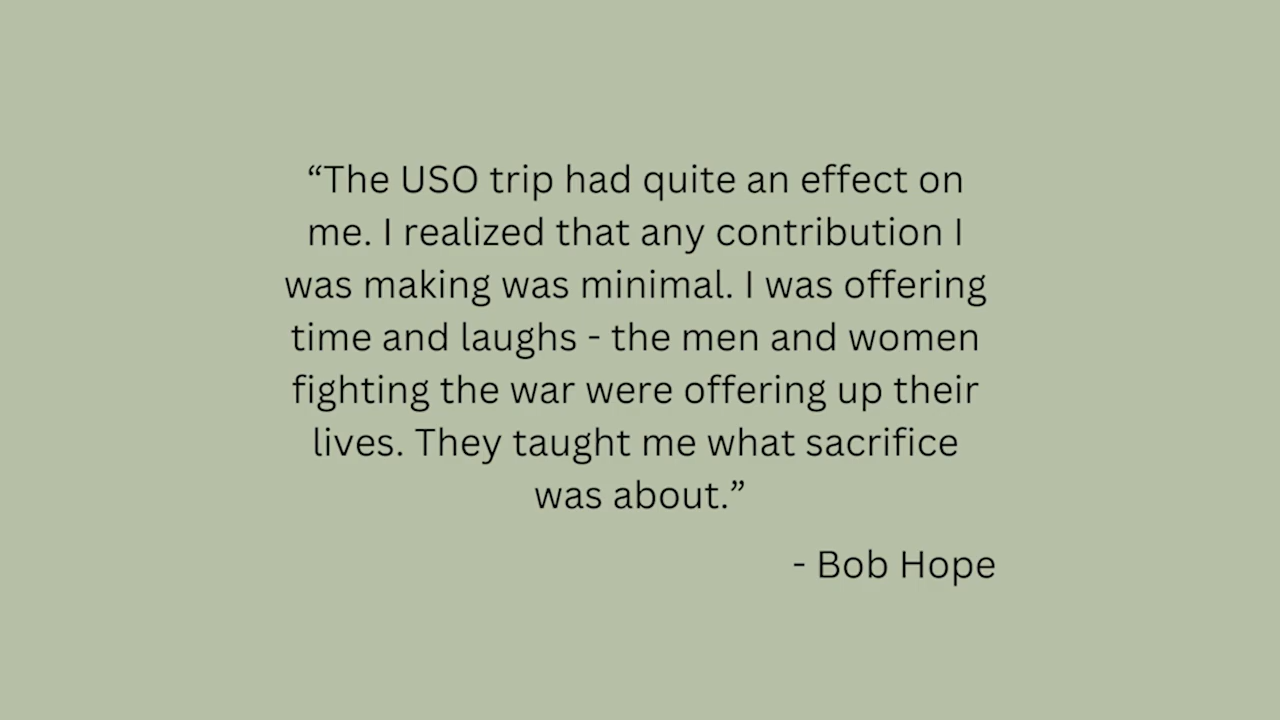 “The USO trip had quite an effect on
me. I realized that any contribution I
was making was minimal. I was offering
time and laughs - the men and women
fighting the war were offering up their
lives. They taught me what sacrifice
was about.”
- Bob Hope